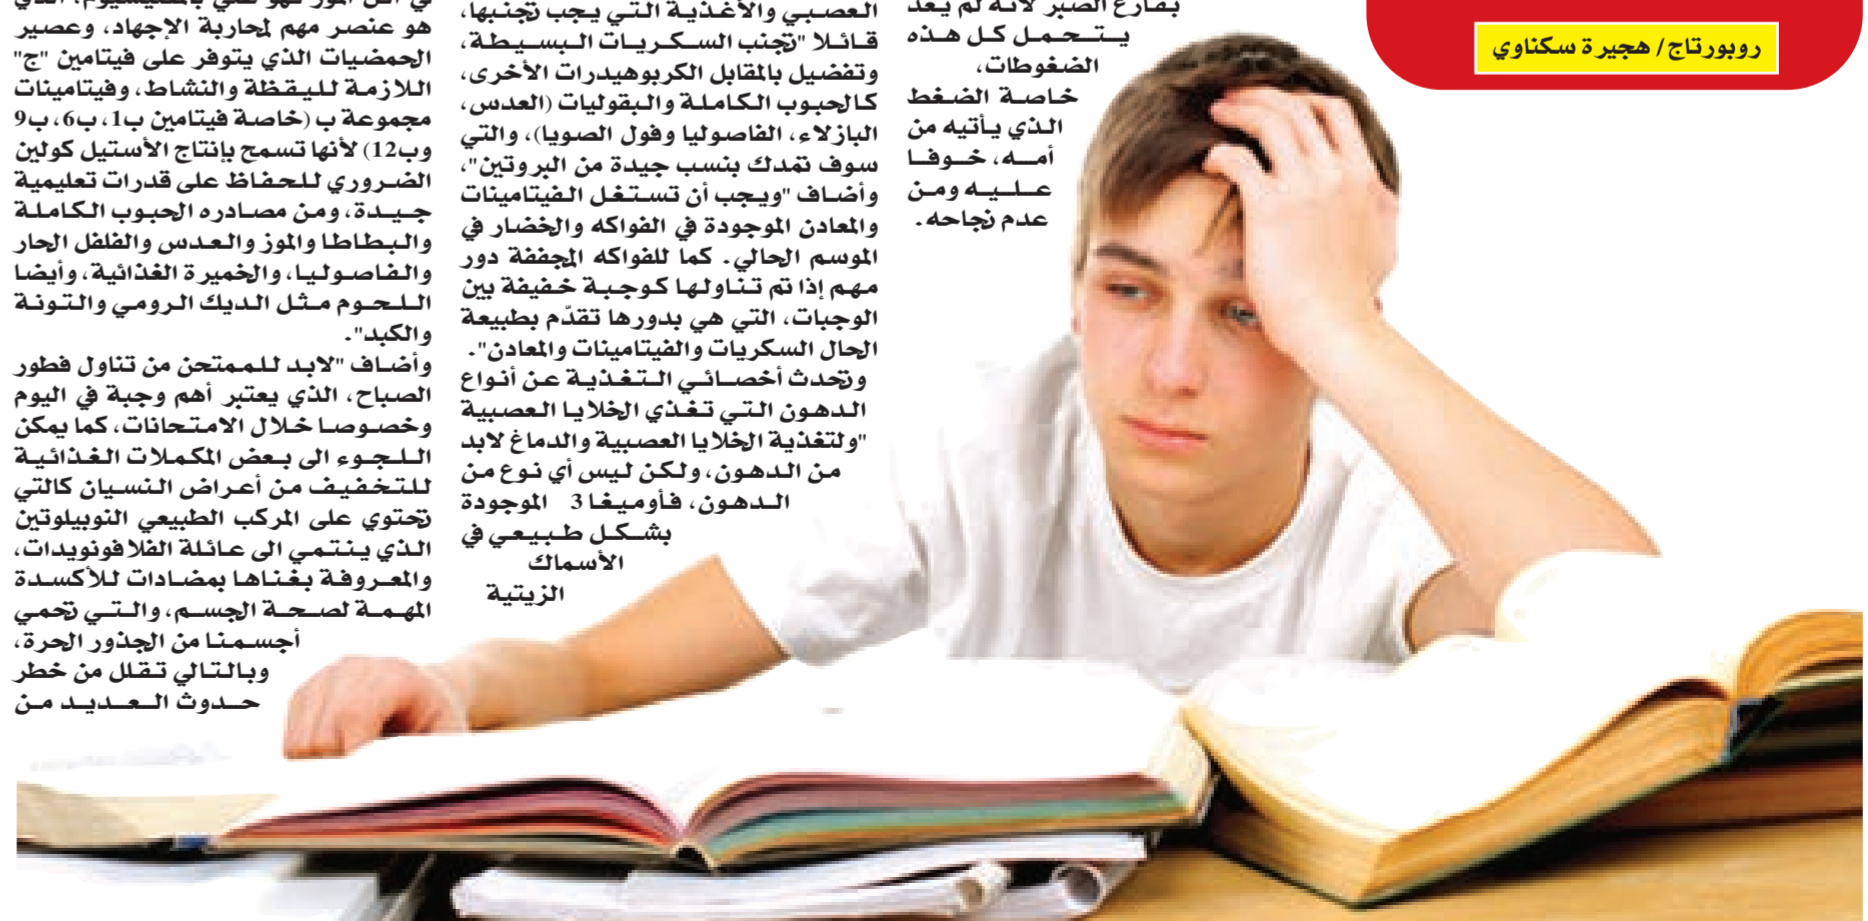 روبورتاج/ هجيرة سكناوي
بفارغ الصبر لأنه لم يعد
يتحمل كل هذه
الضغوطات،
خاصة الضغط
الذي يأتيه من
أمه، خوفا
عليه ومن
عدم نجاحه.
العصبي والأغذية التي يجب تجنبها،
قائلا "تجنب السكريات البسيطة،
وتفضيل بالمقابل الكربوهيدرات الأخرى،
كالحبوب الكاملة والبقوليات (العدس،
البازلاء، الفاصوليا وفول الصويا)، والتي
سوف تمدك بنسب جيدة من البروتين"،
وأضاف "ويجب أن تستغل الفيتامينات
والمعادن الموجودة في الفواكه والخضار في
الموسم الحالي. كما للفواكه المجففة دور
مهم إذا تم تناولها كوجبة خفيفة بين
الوجبات، التي هي بدورها تقدّم بطبيعة
الحال السكريات والفيتامينات والمعادن".
وتحدث أخصائي التغذية عن أنواع
الدهون التي تغذي الخلايا العصبية
"ولتغذية الخلايا العصبية والدماغ لابد
من الدهون، ولكن ليس أي نوع من
الدهون، فأوميغا 3 الموجودة
بشكل طبيعي في
الأسماك
الزيتية
هو عنصر مهم لمحاربة الإجهاد، وعصير
الحمضيات الذي يتوفر على فيتامين "ج"
اللازمة لليقظة والنشاط، وفيتامينات
مجموعة ب (خاصة فيتامين ب1، ب6، ب9
وب12) لأنها تسمح بإنتاج الأستيل كولين
الضروري للحفاظ على قدرات تعليمية
جيدة، ومن مصادره الحبوب الكاملة
والبطاطا والموز والعدس والفلفل الحار
والفاصوليا، والخميرة الغذائية، وأيضا
اللحوم مثل الديك الرومي والتونة
والكبد".
وأضاف "لابد للممتحن من تناول فطور
الصباح، الذي يعتبر أهم وجبة في اليوم
وخصوصا خلال الامتحانات، كما يمكن
اللجوء الى بعض المكملات الغذائية
للتخفيف من أعراض النسيان كالتي
تحتوي على المركب الطبيعي النوبيلوتين
الذي ينتمي الى عائلة الفلافونويدات،
والمعروفة بغناها بمضادات للأكسدة
المهمة لصحة الجسم، والتي تحمي
أجسمنا من الجذور الحرة،
وبالتالي تقلل من خطر
حدوث العديد من